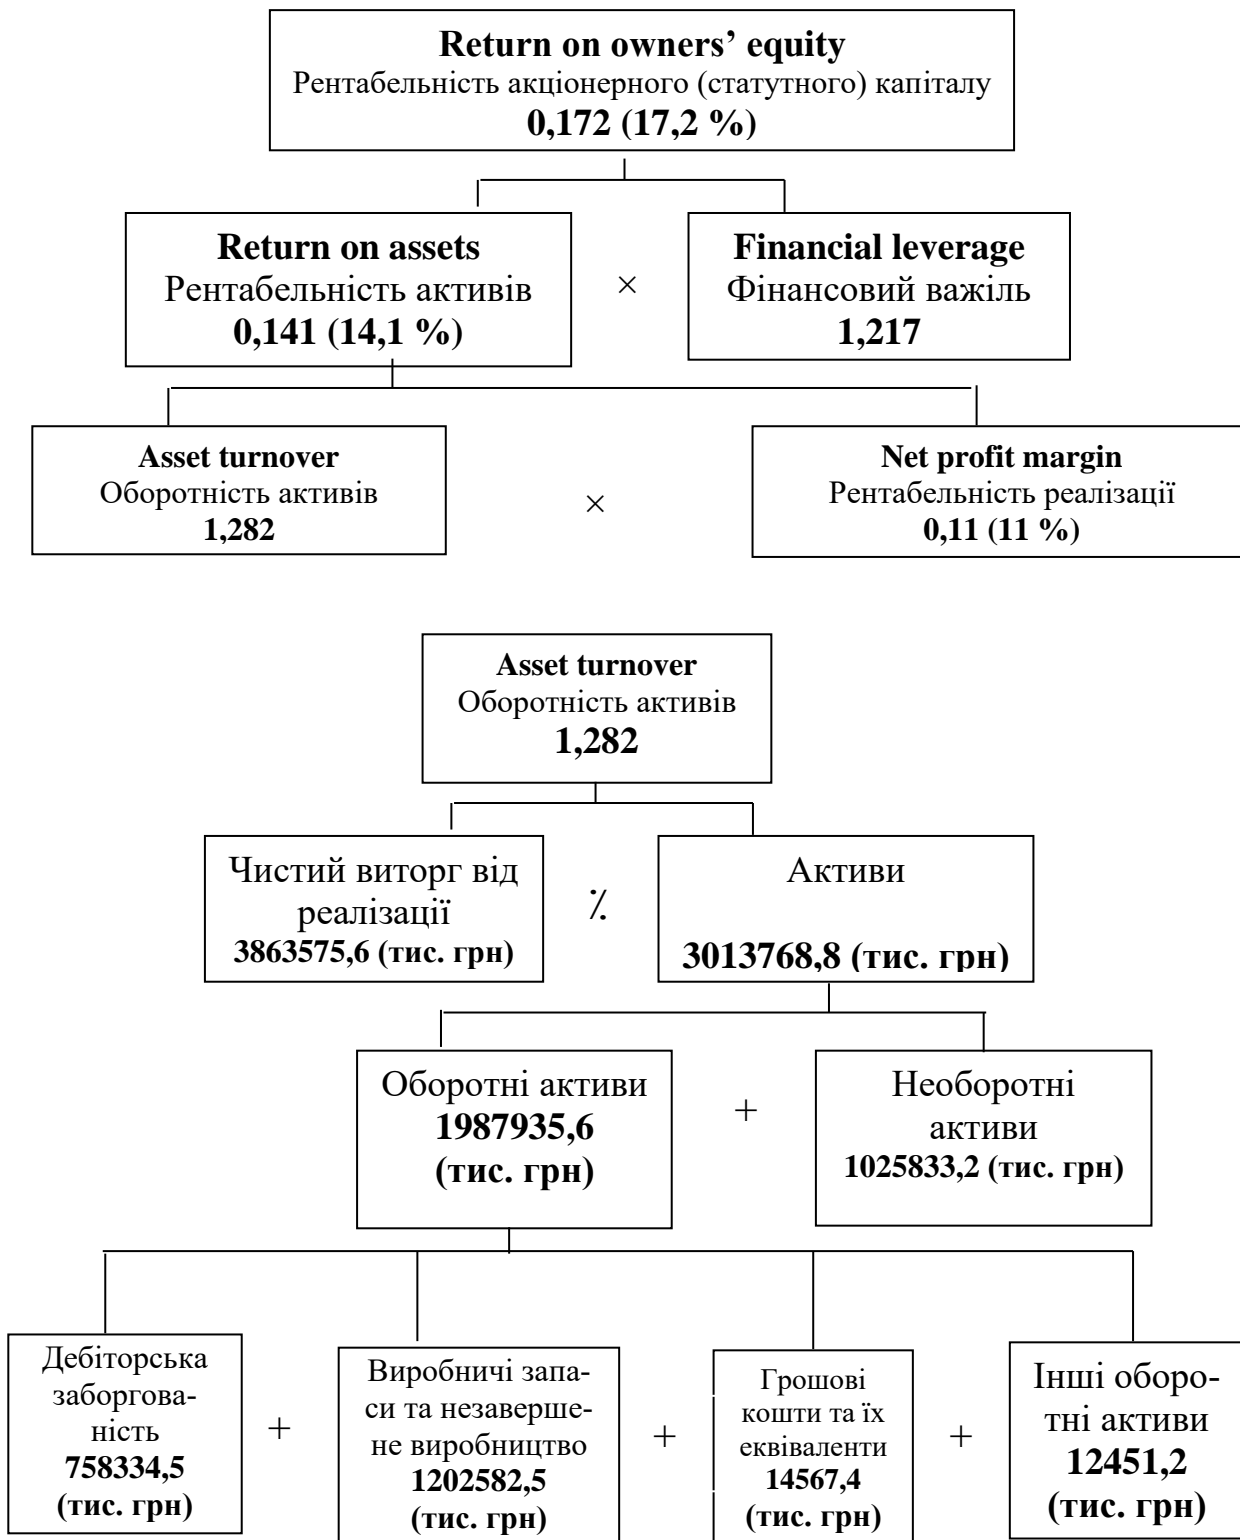 Return on owners’ equity
Рентабельність акціонерного (статутного) капіталу
0,172 (17,2 %)
Return on assets
Рентабельність активів
0,141 (14,1 %)
×
Financial leverage
Фінансовий важіль
1,217
Asset turnover
Оборотність активів
1,282
×
Net profit margin
Рентабельність реалізації
0,11 (11 %)
Asset turnover
Оборотність активів
1,282
Чистий виторг від
реалізації
3863575,6 (тис. грн)
⁒
Активи
3013768,8 (тис. грн)
Оборотні активи
1987935,6
(тис. грн)
+
Необоротні
активи
1025833,2 (тис. грн)
Дебіторська
заборгова-
ність
758334,5
(тис. грн)
+
Виробничі запа-
си та незаверше-
не виробництво
1202582,5
(тис. грн)
+
Грошові
кошти та їх
еквіваленти
14567,4
(тис. грн)
+
Інші оборо-
тні активи
12451,2
(тис. грн)